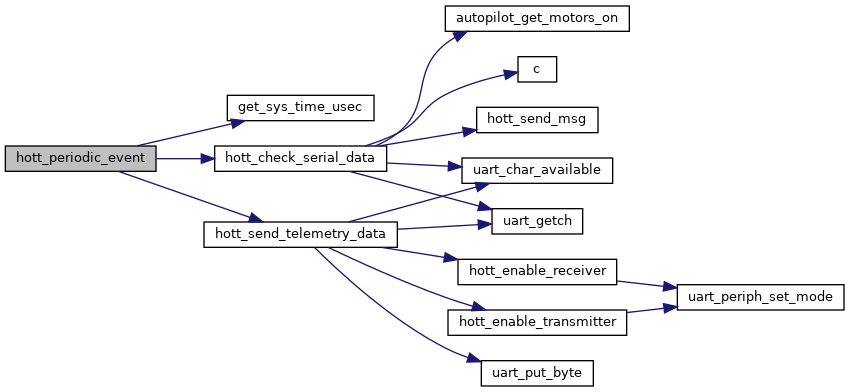 autopilot_get_motors_on
c
get_sys_time_usec
hott_send_msg
hott_periodic_event
hott_check_serial_data
uart_char_available
uart_getch
hott_send_telemetry_data
hott_enable_receiver
uart_periph_set_mode
hott_enable_transmitter
uart_put_byte